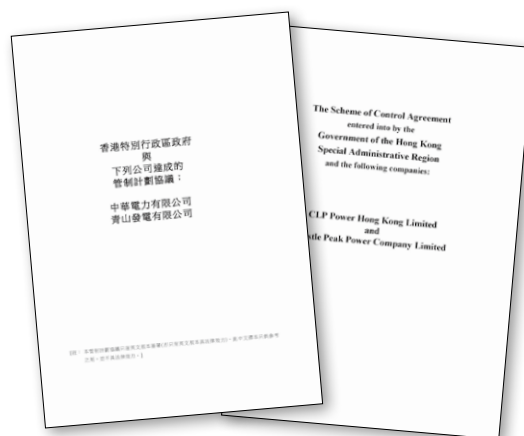 香港特別行政區政府
與
下列公司達成的
管制計劃協議：
中華電力有限公司
青山發電有限公司
The Scheme of Control Agreement
entered into by the
Government of the Hong Kong
Special Administrative Region
and the following companies:
CLP Power Hong Kong Limited
and
stle Peak Power Company Limited